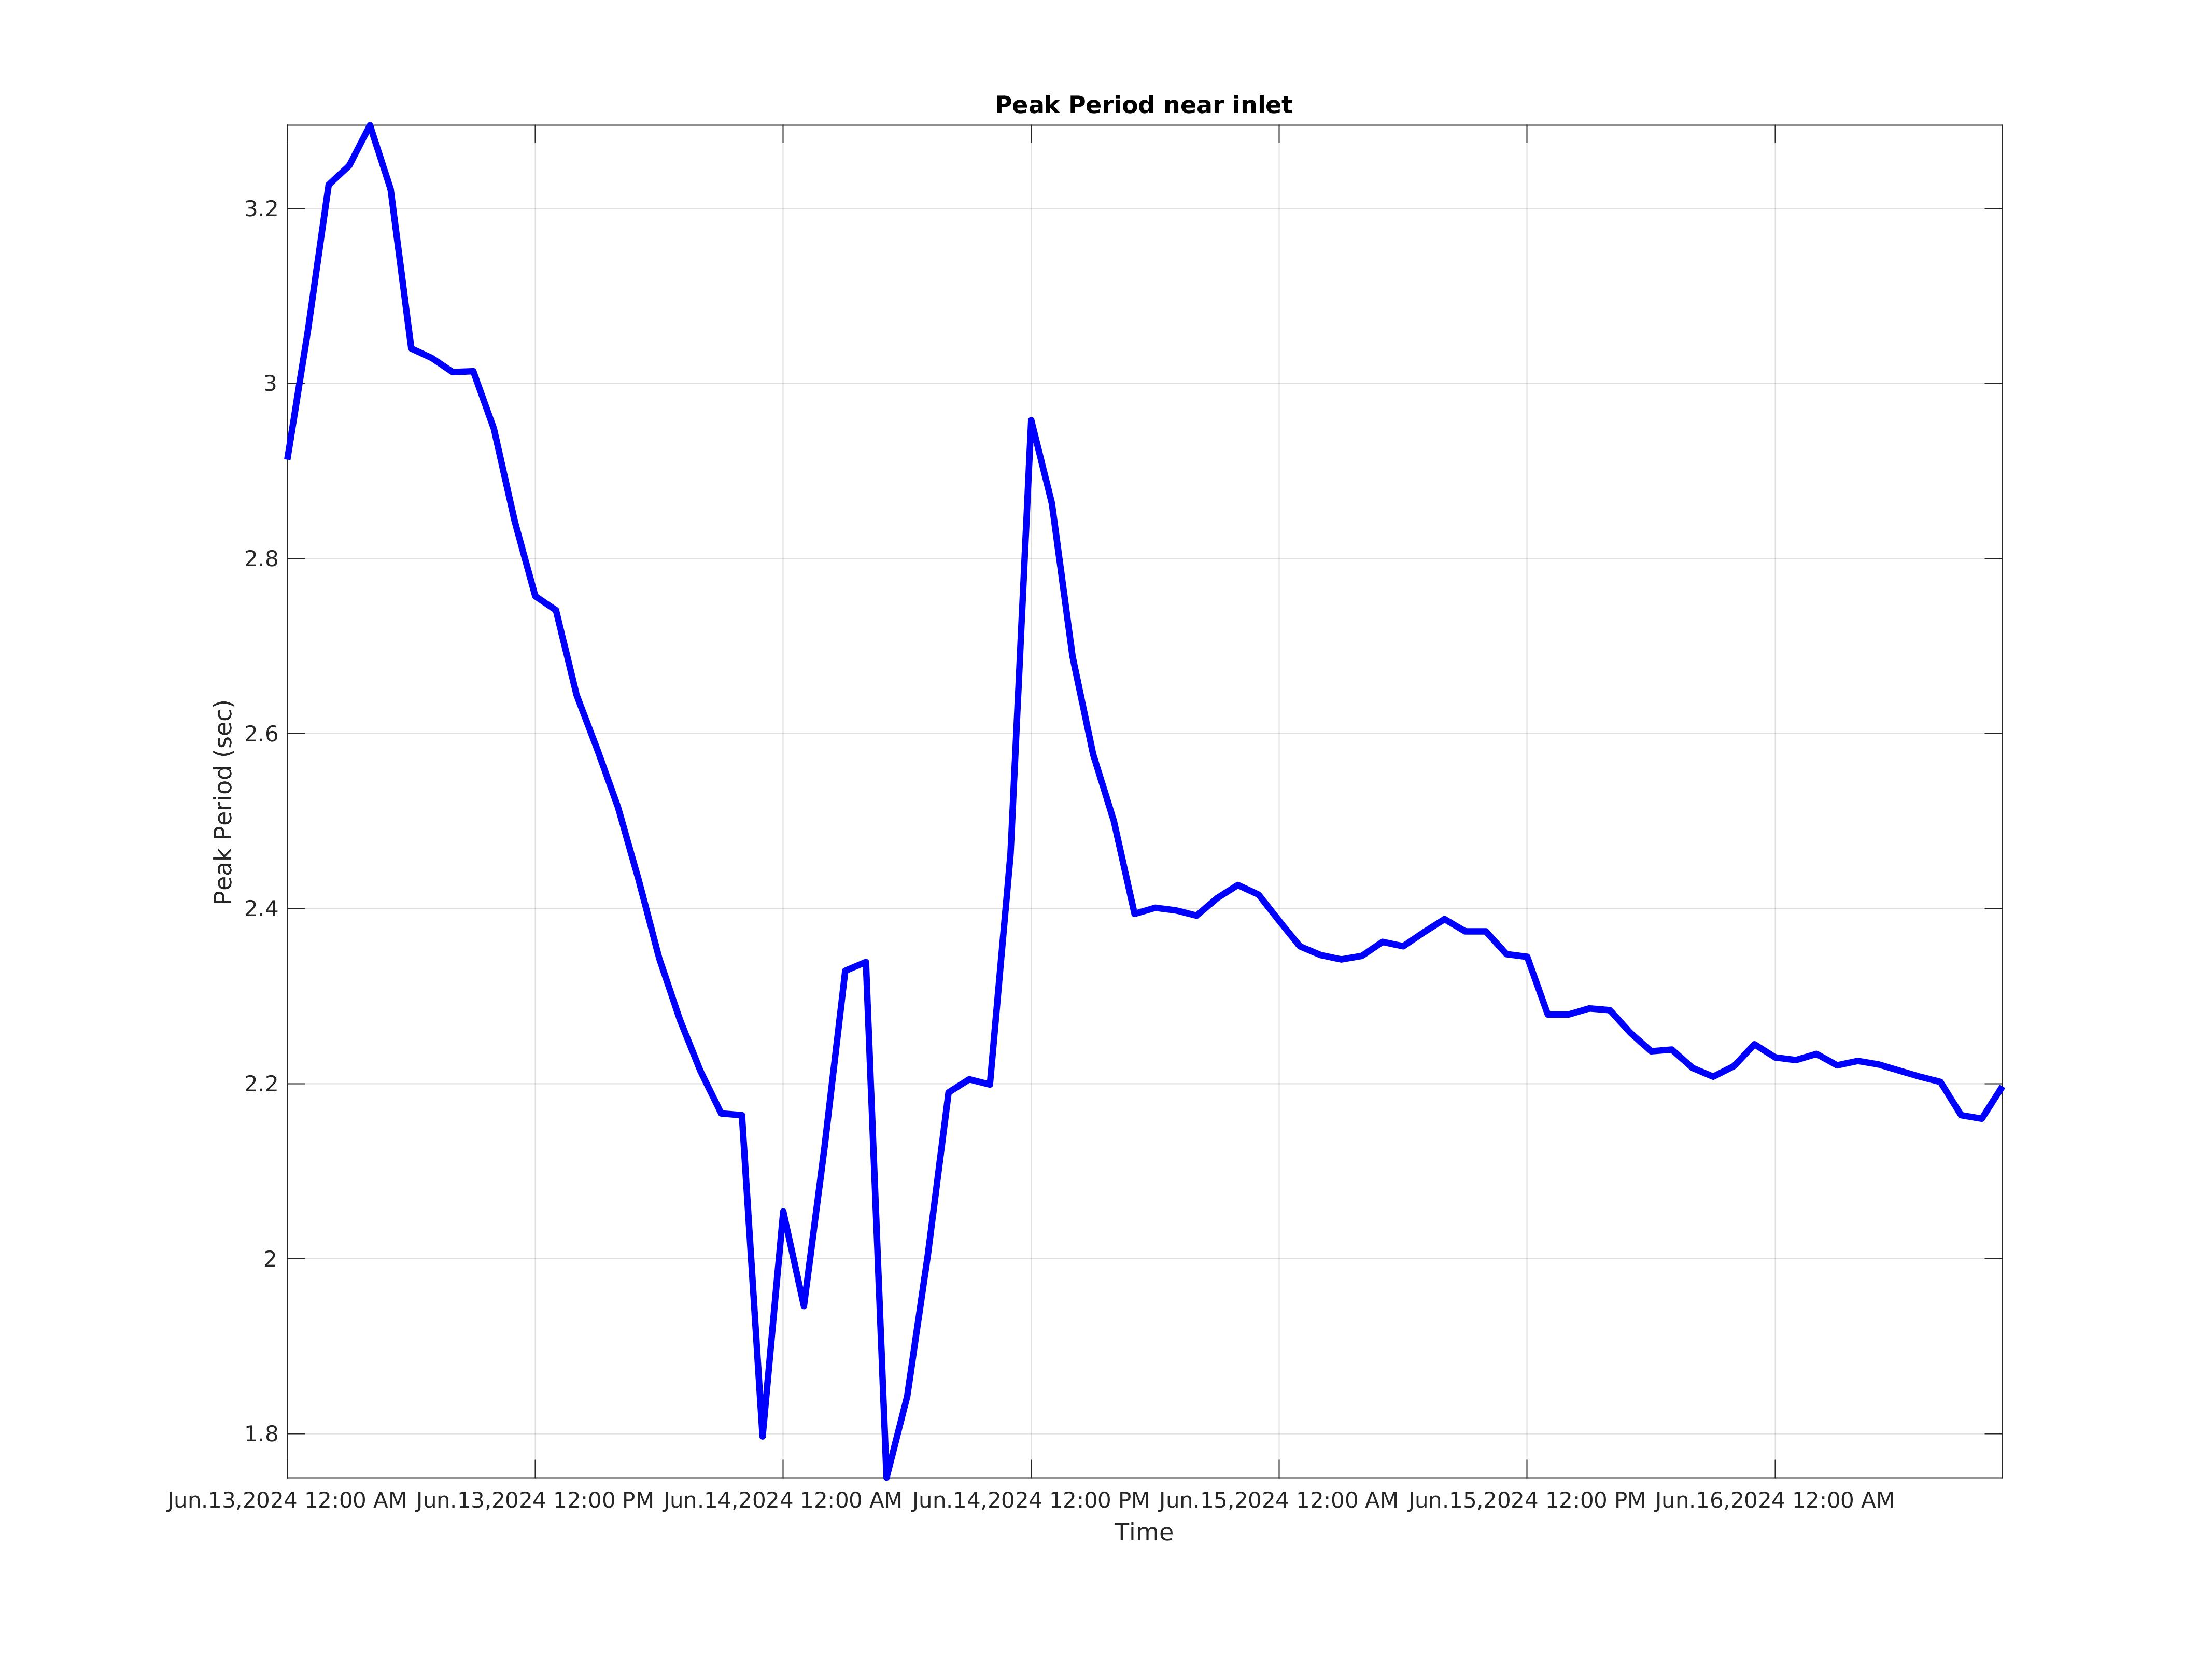 Peak Period near inlet
3.2
3
2.8
2.6
2.4
2.2
2
1.8
Peak Period (sec)
Jun.13,2024 12:00 AM Jun.13,2024 12:00 PM Jun.14,2024 12:00 AM Jun.14,2024 12:00 PM Jun.15,2024 12:00 AM Jun.15,2024 12:00 PM Jun.16,2024 12:00 AM
Time